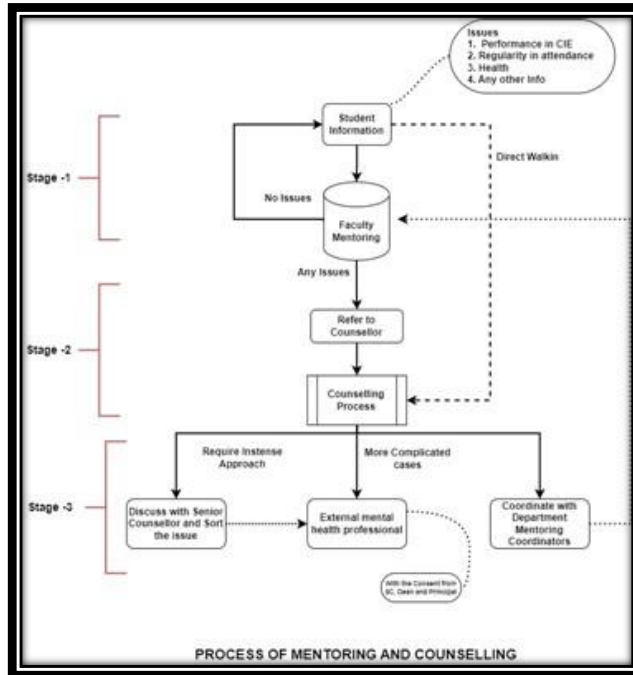 Issues
1. Performance in CIE
2. Regularity in attendance
3. Health
4. Any other Info
Student
Information
Direct Walkin
Stage -1
No Issues
Faculty
Mentoring
Any Issues
Refer to
Counsellor
Stage -2
Counselling
Process
Require Instense
Approach
More Complicated
cases
Stage -3
Discuss with Senior
Counsellor and Sort
the issue
External mental
health professional
Coordinate with
Department
Mentoring
Coordinators
With the Consent from
SC, Dean and Principal
PROCESS OF MENTORING AND COUNSELLING